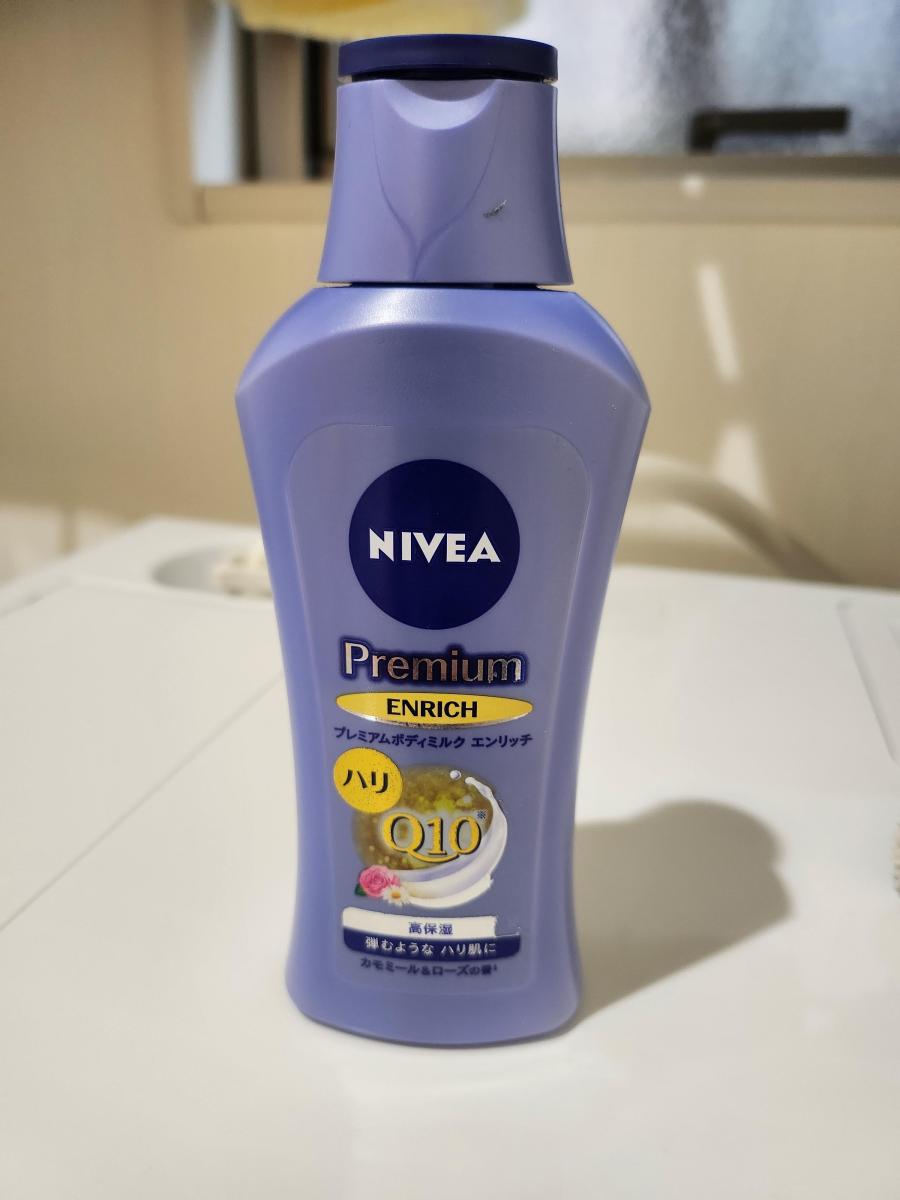 NIVEA
Premium
ENRICH
プレミアムボディミルク エンリッチ
ハリ
Q10※
高保湿
弾むような ハリ肌に
カモミール&ローズの香